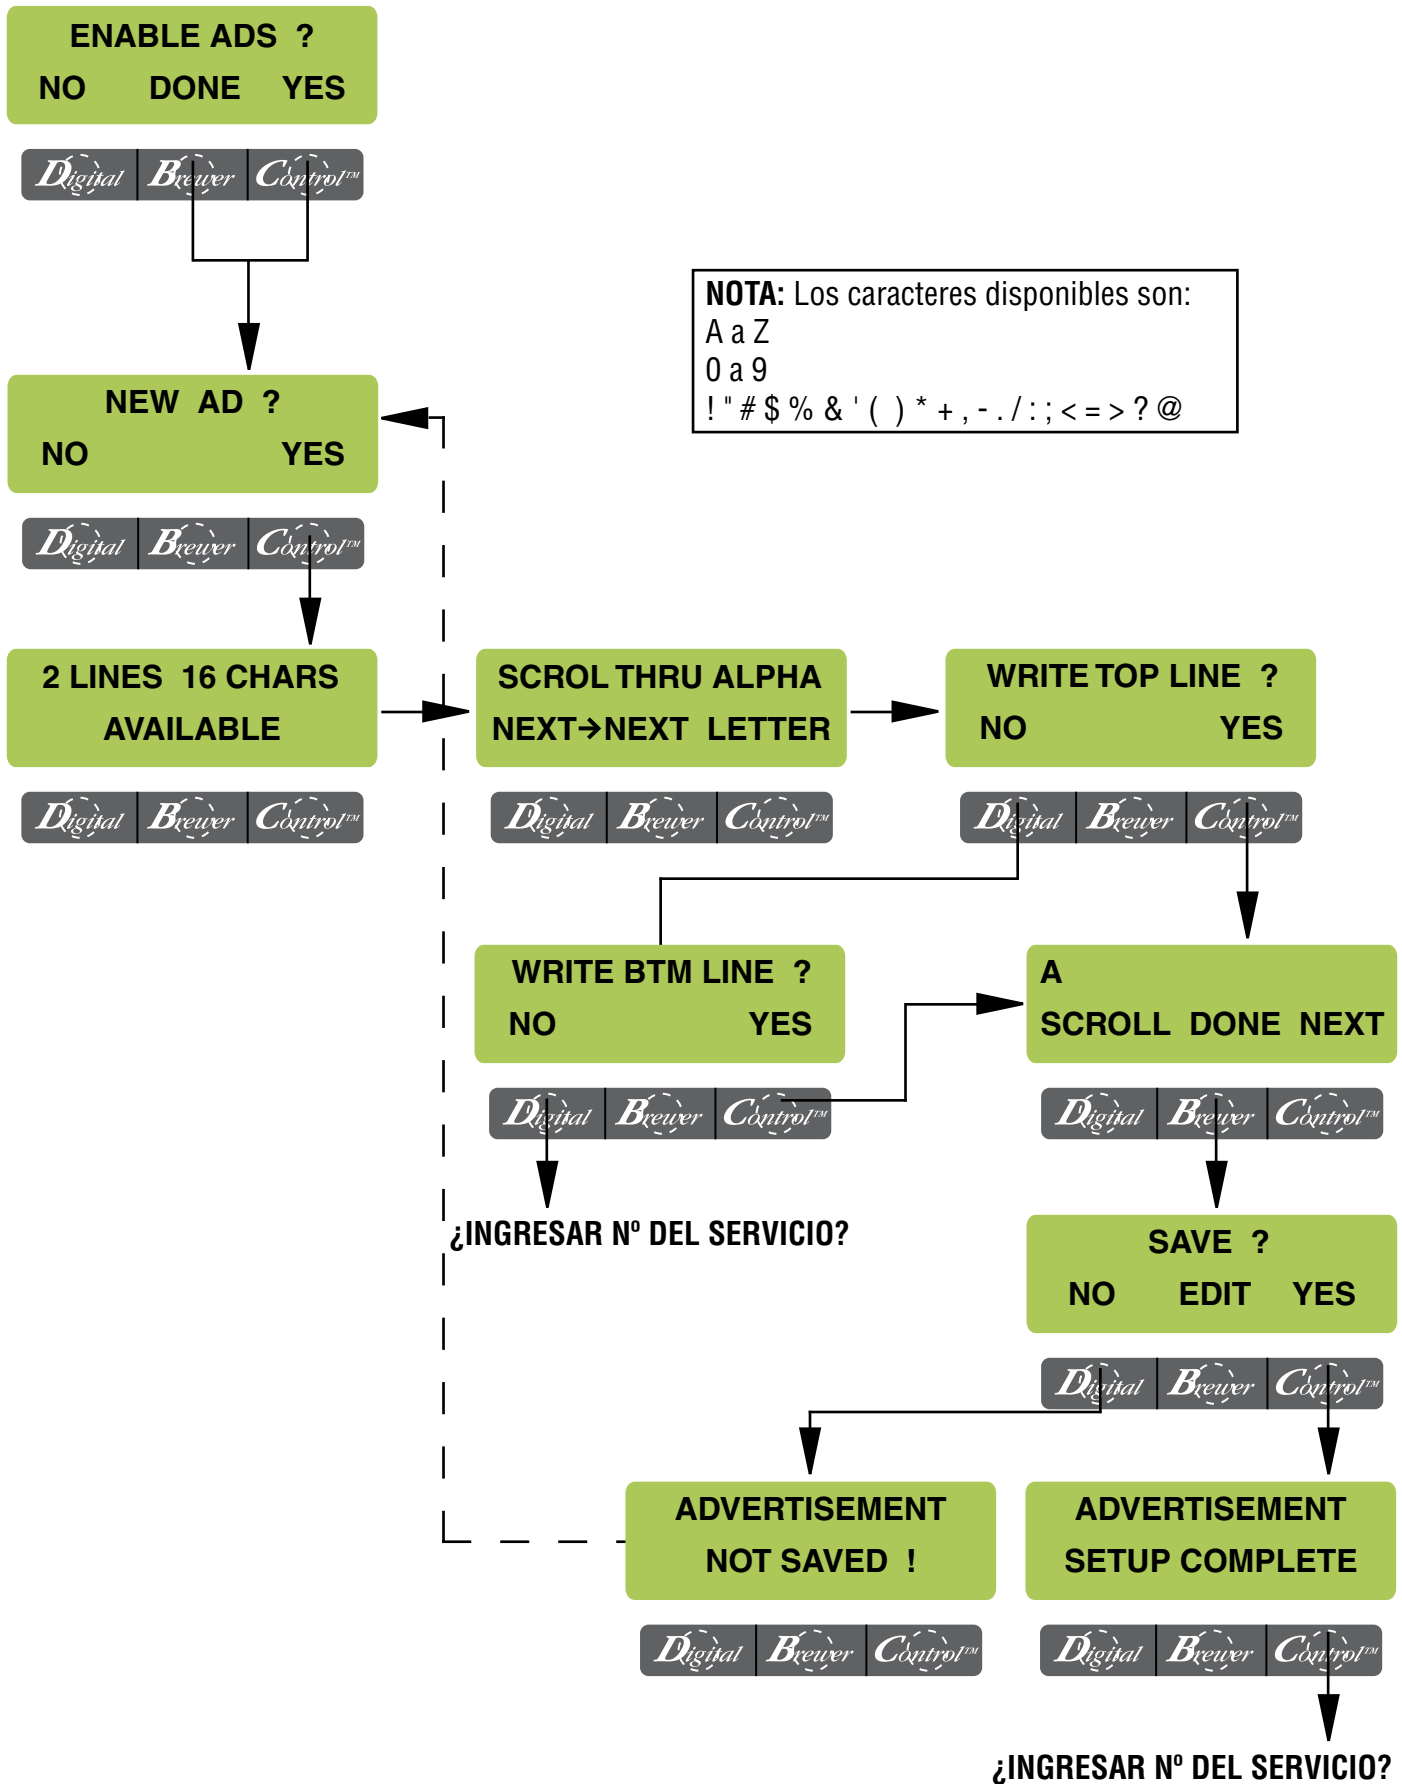 ENABLE ADS ?
NO DONE YES
Digital Brewer Control™
NOTA: Los caracteres disponibles son:
A a Z
0 a 9
! " # $ % & ' ( ) * + , - . / : ; < = > ? @
NEW AD ?
NO YES
Digital Brewer Control™
2 LINES 16 CHARS
AVAILABLE
Digital Brewer Control™
SCROL THRU ALPHA
NEXT→NEXT LETTER
Digital Brewer Control™
WRITE TOP LINE ?
NO YES
Digital Brewer Control™
WRITE BTM LINE ?
NO YES
Digital Brewer Control™
¿INGRESAR Nº DEL SERVICIO?
A
SCROLL DONE NEXT
Digital Brewer Control™
SAVE ?
NO EDIT YES
Digital Brewer Control™
ADVERTISEMENT
NOT SAVED !
Digital Brewer Control™
ADVERTISEMENT
SETUP COMPLETE
Digital Brewer Control™
¿INGRESAR Nº DEL SERVICIO?